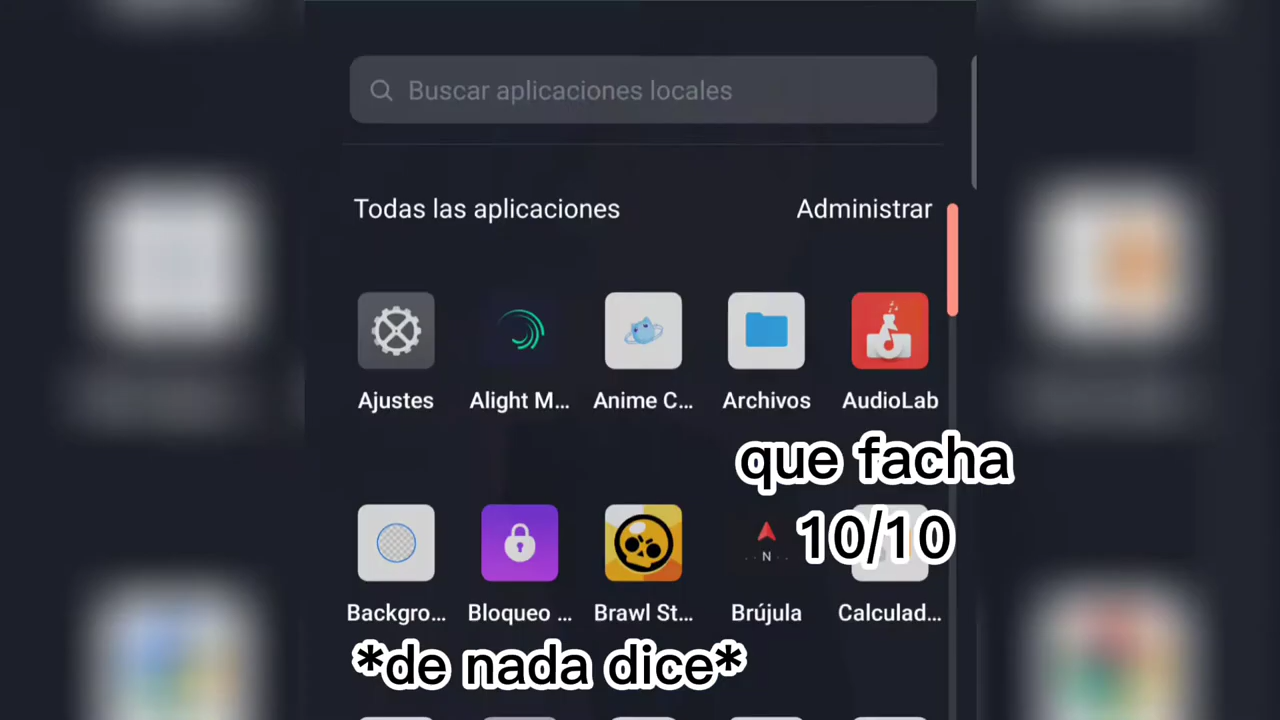 Buscar aplicaciones locales
Todas las aplicaciones Administrar
Ajustes Alight M... Anime C... Archivos AudioLab
que facha
10/10
N
Backgro... Bloqueo ... Brawl St... Brújula Calculad...
*de nada dice*